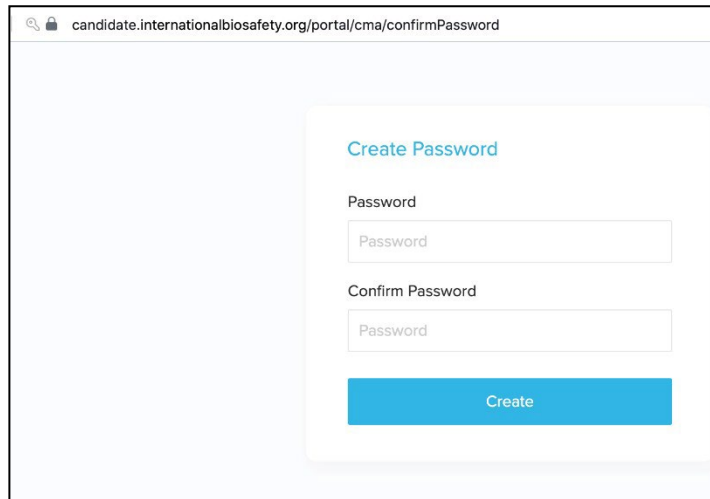 candidate.internationalbiosafety.org/portal/cma/confirmPassword
Create Password
Password
Password
Confirm Password
Password
Create